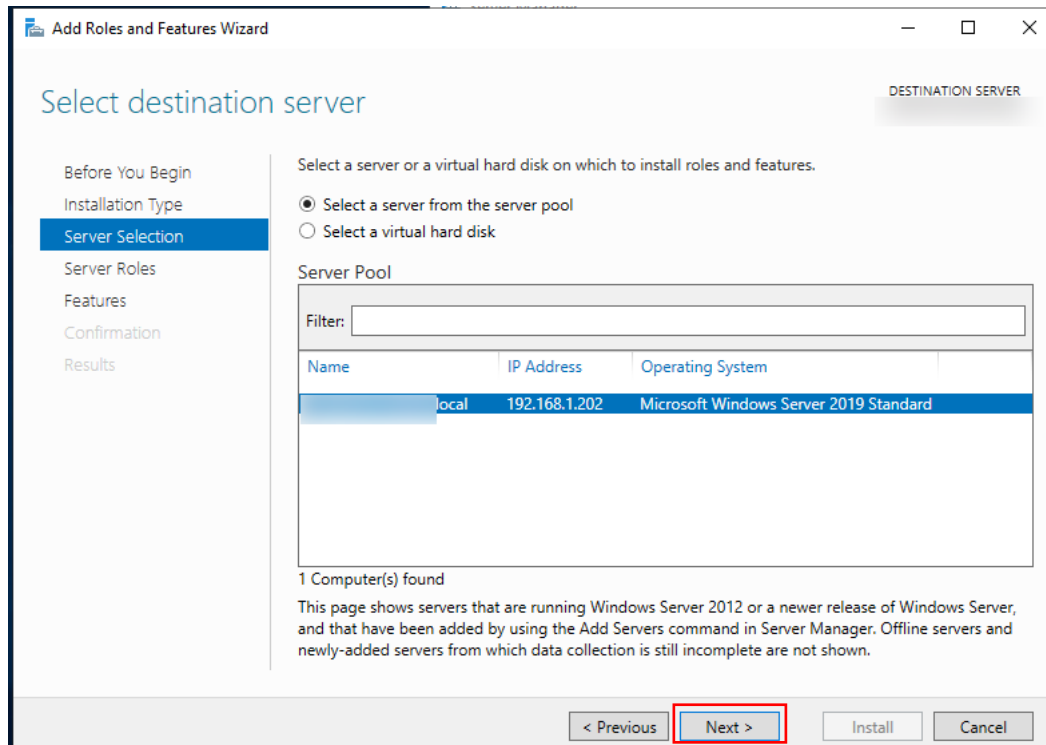 Add Roles and Features Wizard
Select destination server
DESTINATION SERVER
Before You Begin
Installation Type
Server Selection
Server Roles
Features
Confirmation
Results
Select a server or a virtual hard disk on which to install roles and features.
Select a server from the server pool
Select a virtual hard disk
Server Pool
Filter:
Name IP Address Operating System
local 192.168.1.202 Microsoft Windows Server 2019 Standard
1 Computer(s) found
This page shows servers that are running Windows Server 2012 or a newer release of Windows Server,
and that have been added by using the Add Servers command in Server Manager. Offline servers and
newly-added servers from which data collection is still incomplete are not shown.
< Previous Next > Install Cancel